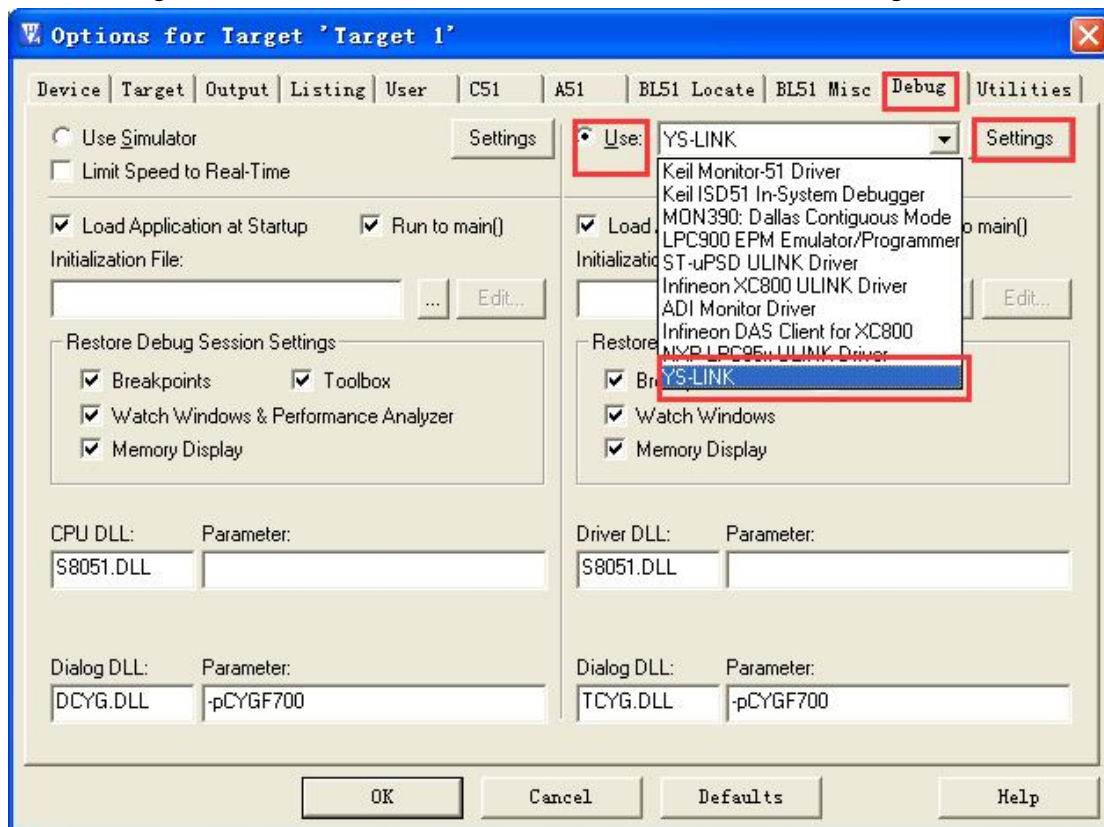 Options for Target 'Target 1'
Device Target Output Listing User C51 A51 BL51 Locate BL51 Misc Debug Utilities
Use Simulator Settings Use: YS-LINK Settings
Limit Speed to Real-Time
Keil Monitor-51 Driver
Keil ISD51 In-System Debugger
MON390: Dallas Contiguous Mode
LPC900 EPM Emulator/Programmer
ST-uPSD ULINK Driver
Infineon XC800 ULINK Driver
ADI Monitor Driver
Infineon DAS Client for XC800
NXP LPC95x ULINK Driver
YS-LINK
Load Application at Startup Run to main() Load o main()
Initialization File: Initializatio
... Edit... Edit...
Restore Debug Session Settings Restore
Breakpoints Toolbox Bre
Watch Windows & Performance Analyzer Watch Windows
Memory Display Memory Display
CPU DLL: Parameter: Driver DLL: Parameter:
S8051.DLL S8051.DLL
Dialog DLL: Parameter: Dialog DLL: Parameter:
DCYG.DLL -pCYGF700 TCYG.DLL -pCYGF700
OK Cancel Defaults Help